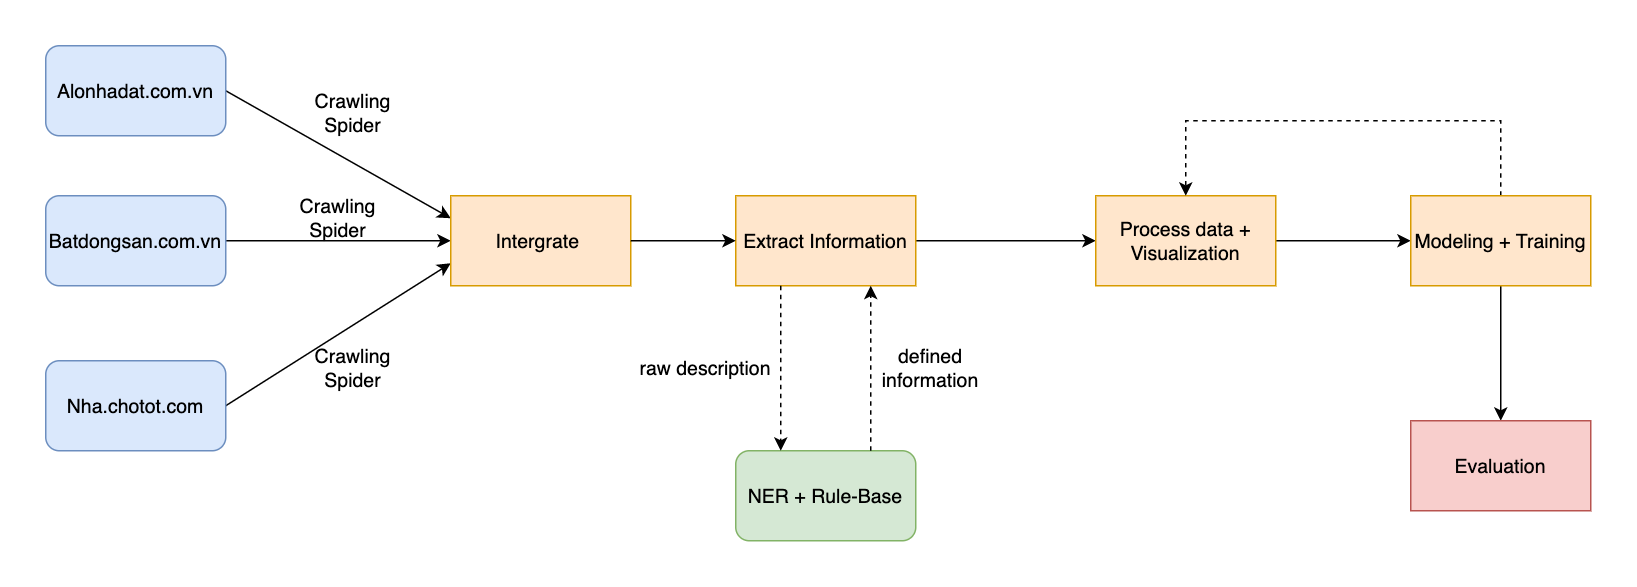 Alonhadat.com.vn
Crawling
Spider
Batdongsan.com.vn
Crawling
Spider
Nha.chotot.com
Crawling
Spider
Intergrate
Extract Information
raw description
defined
information
NER + Rule-Base
Process data +
Visualization
Modeling + Training
Evaluation